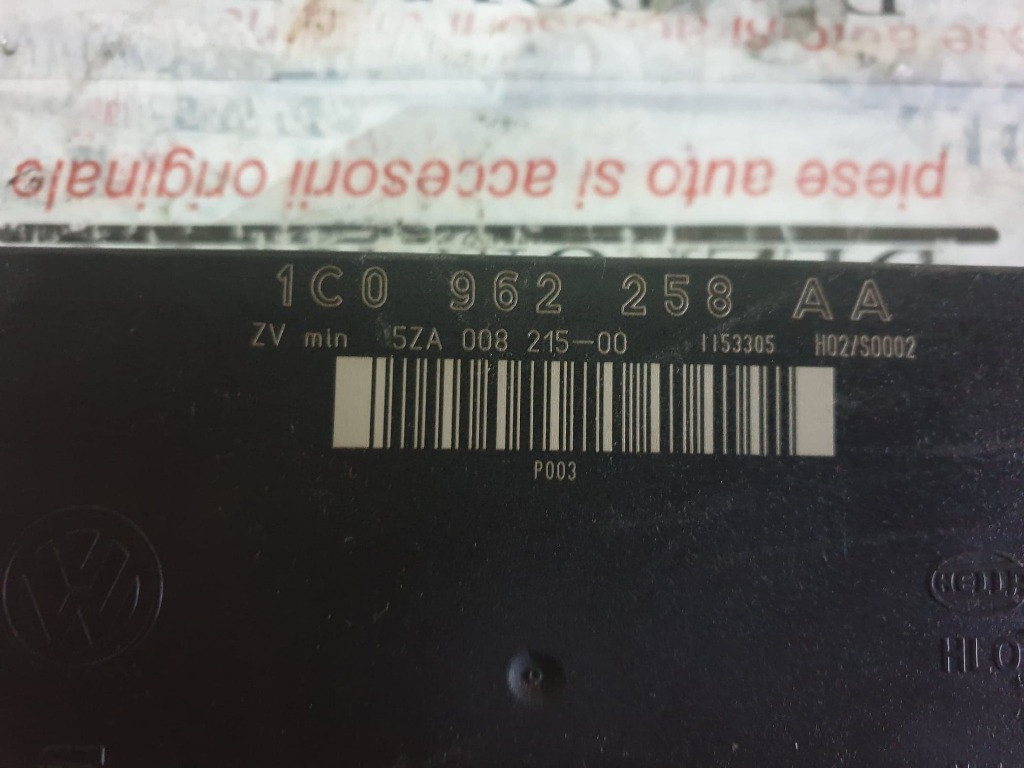 piese auto si accesorii originale
1C0 962 258 AA
ZV min 5ZA 008 215-00 1153305 H02/S0002
P003
HELLA